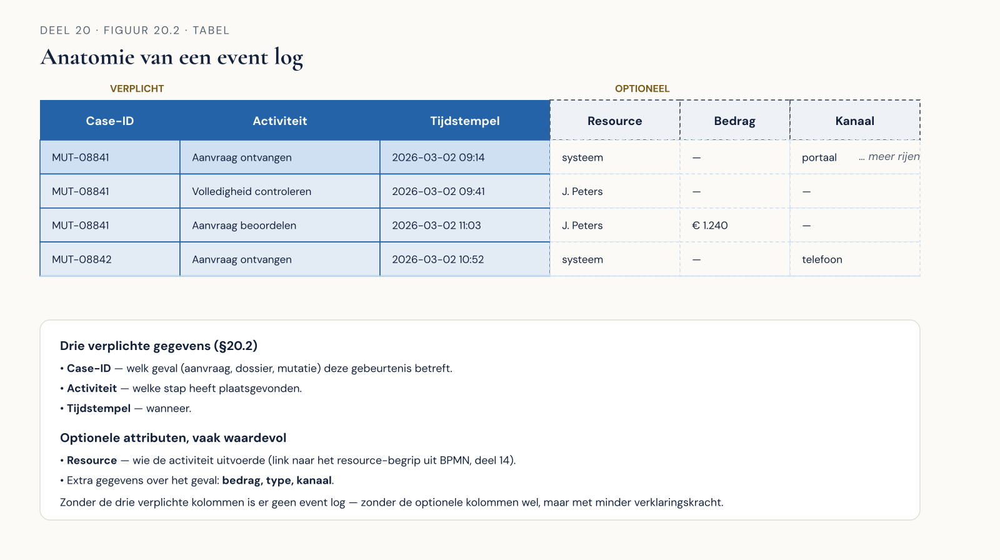 DEEL 20 · FIGUUR 20.2 · TABEL
Anatomie van een event log
VERPLICHT OPTIONEEL
Case-ID Activiteit Tijdstempel Resource Bedrag Kanaal
MUT-08841 Aanvraag ontvangen 2026-03-02 09:14 systeem — portaal ... meer rijen
MUT-08841 Volledigheid controleren 2026-03-02 09:41 J. Peters — —
MUT-08841 Aanvraag beoordelen 2026-03-02 11:03 J. Peters € 1.240 —
MUT-08842 Aanvraag ontvangen 2026-03-02 10:52 systeem — telefoon
Drie verplichte gegevens (§20.2)
• Case-ID — welk geval (aanvraag, dossier, mutatie) deze gebeurtenis betreft.
• Activiteit — welke stap heeft plaatsgevonden.
• Tijdstempel — wanneer.
Optionele attributen, vaak waardevol
• Resource — wie de activiteit uitvoerde (link naar het resource-begrip uit BPMN, deel 14).
• Extra gegevens over het geval: bedrag, type, kanaal.
Zonder de drie verplichte kolommen is er geen event log — zonder de optionele kolommen wel, maar met minder verklaringskracht.